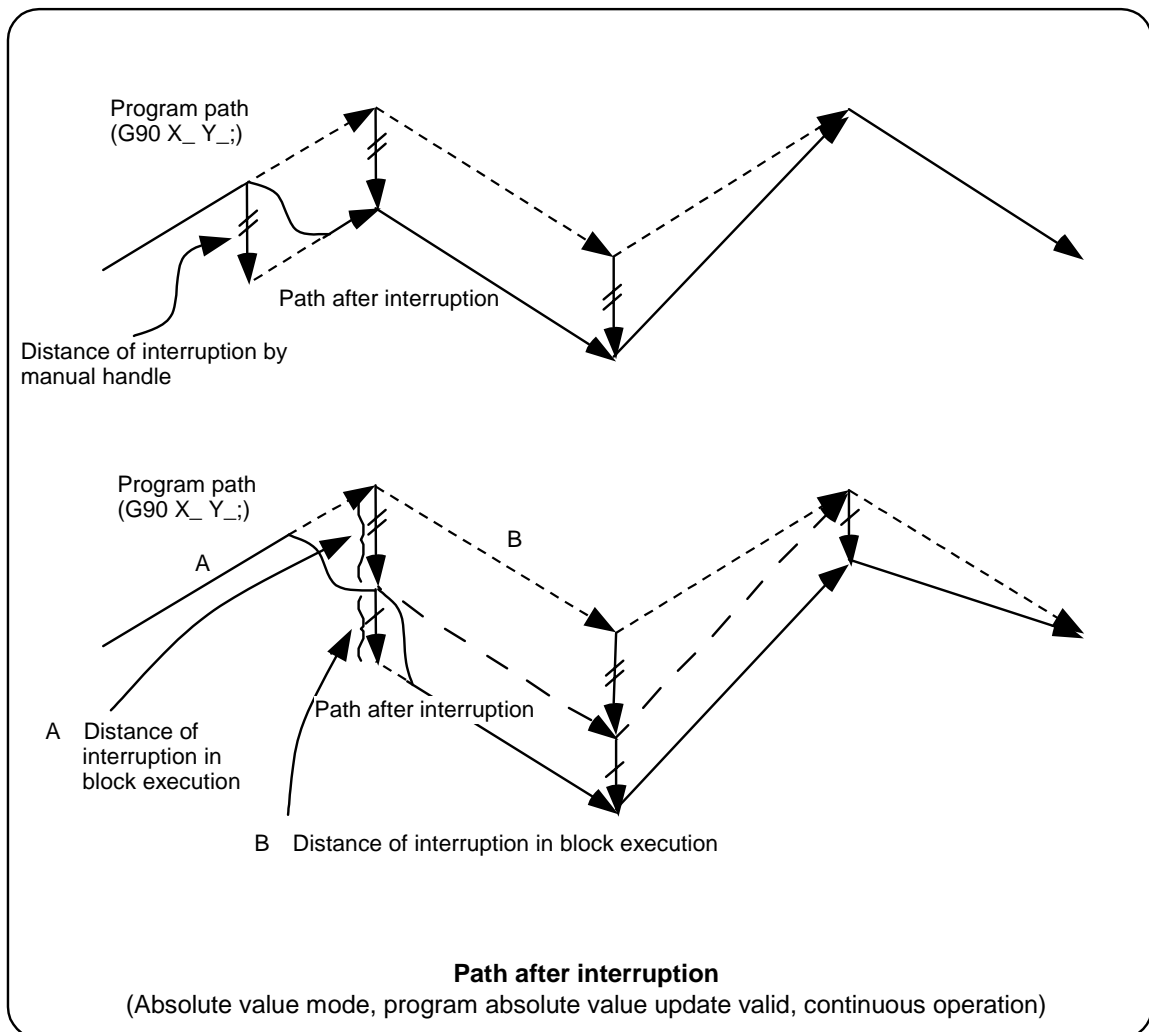 Program path
(G90 X_ Y_;)
Path after interruption
Distance of interruption by
manual handle
Program path
(G90 X_ Y_;)
A
B
Path after interruption
A Distance of
interruption in
block execution
B Distance of interruption in block execution
Path after interruption
(Absolute value mode, program absolute value update valid, continuous operation)